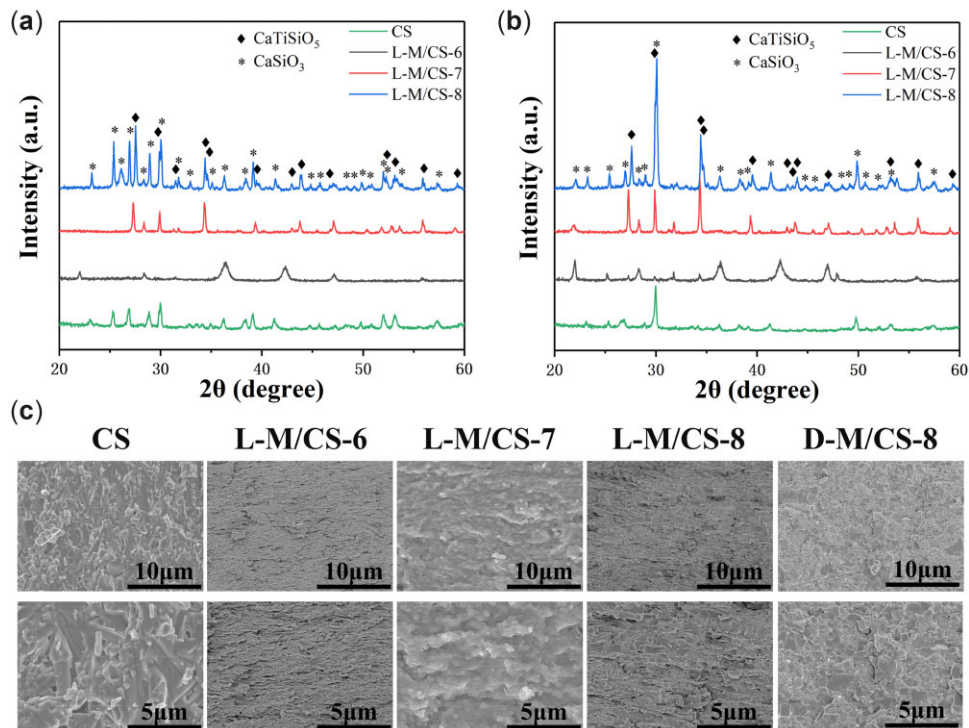 (a)
◆ CaTiSiO₅
* CaSiO₃
CS
L-M/CS-6
L-M/CS-7
L-M/CS-8
Intensity (a.u.)
20 30 40 50 60
2θ (degree)
(b)
◆ CaTiSiO₅
* CaSiO₃
CS
L-M/CS-6
L-M/CS-7
L-M/CS-8
Intensity (a.u.)
20 30 40 50 60
2θ (degree)
(c)
CS L-M/CS-6 L-M/CS-7 L-M/CS-8 D-M/CS-8
10μm 10μm 10μm 10μm 10μm
5μm 5μm 5μm 5μm 5μm